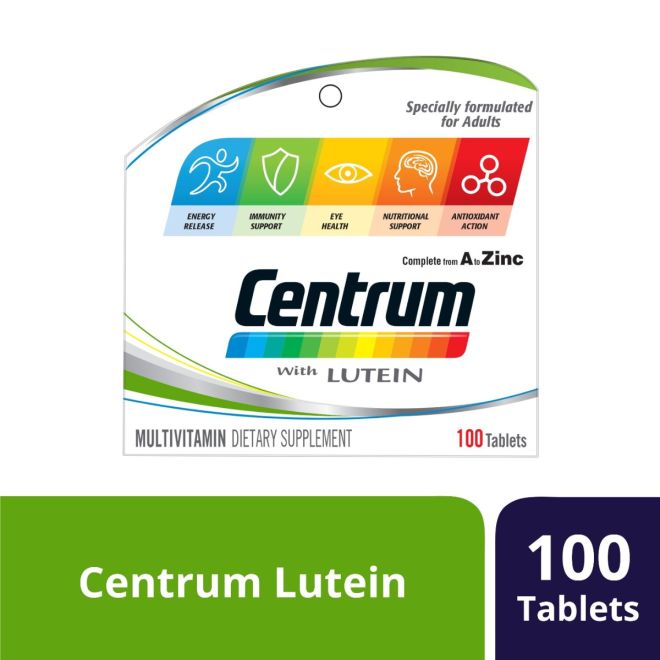 Specially formulated
for Adults
ENERGY
RELEASE
IMMUNITY
SUPPORT
EYE
HEALTH
NUTRITIONAL
SUPPORT
ANTIOXIDANT
ACTION
Complete from A to Zinc
Centrum
with LUTEIN
MULTIVITAMIN DIETARY SUPPLEMENT
100 Tablets
Centrum Lutein
100
Tablets